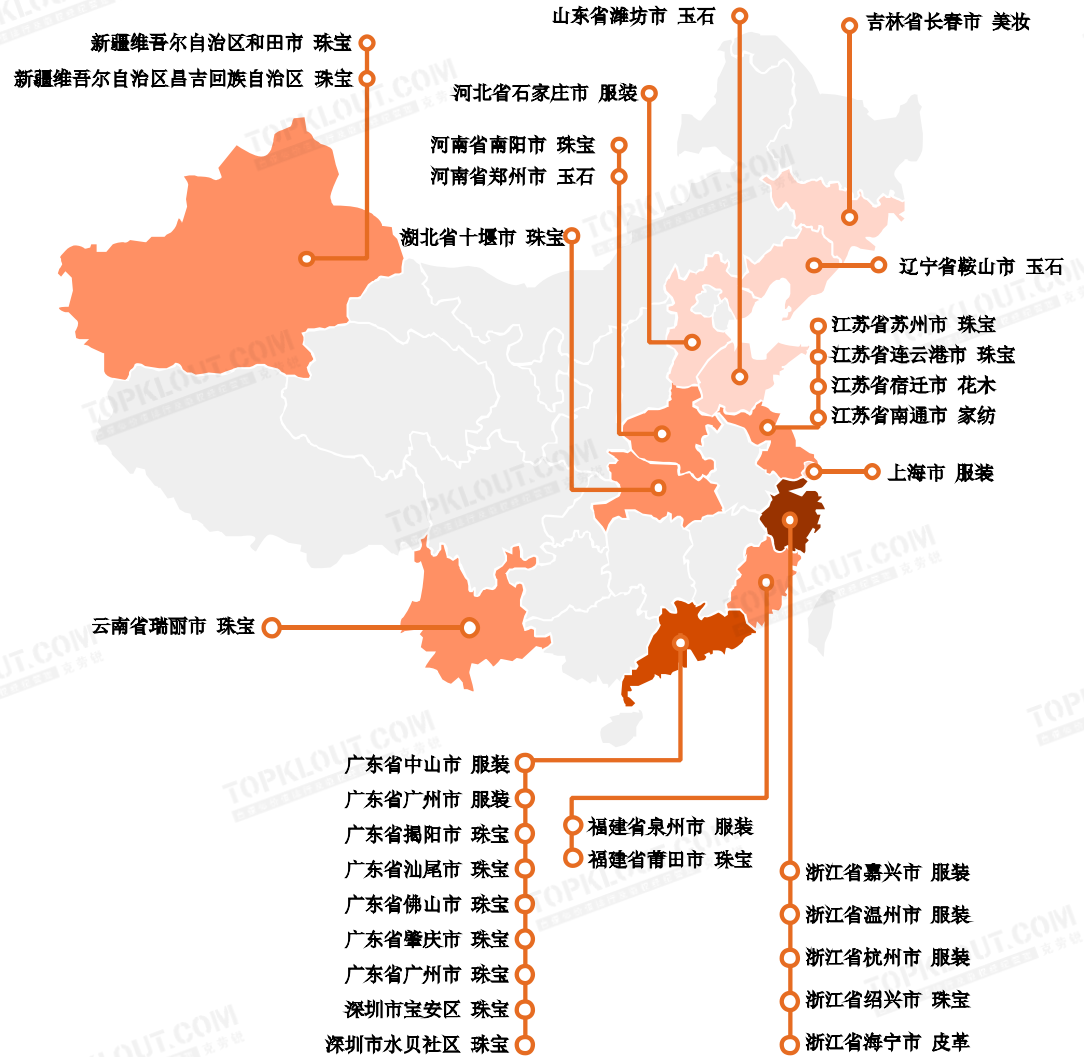 山东省潍坊市 玉石
吉林省长春市 美妆
新疆维吾尔自治区和田市 珠宝
新疆维吾尔自治区昌吉回族自治区 珠宝
河北省石家庄市 服装
河南省南阳市 珠宝
河南省郑州市 玉石
湖北省十堰市 珠宝
辽宁省鞍山市 玉石
江苏省苏州市 珠宝
江苏省连云港市 珠宝
江苏省宿迁市 花木
江苏省南通市 家纺
上海市 服装
云南省瑞丽市 珠宝
广东省中山市 服装
广东省广州市 服装
广东省揭阳市 珠宝
广东省汕尾市 珠宝
广东省佛山市 珠宝
广东省肇庆市 珠宝
广东省广州市 珠宝
深圳市宝安区 珠宝
深圳市水贝社区 珠宝
福建省泉州市 服装
福建省莆田市 珠宝
浙江省嘉兴市 服装
浙江省温州市 服装
浙江省杭州市 服装
浙江省绍兴市 珠宝
浙江省海宁市 皮革
TOPKLOUT.COM
克劳锐